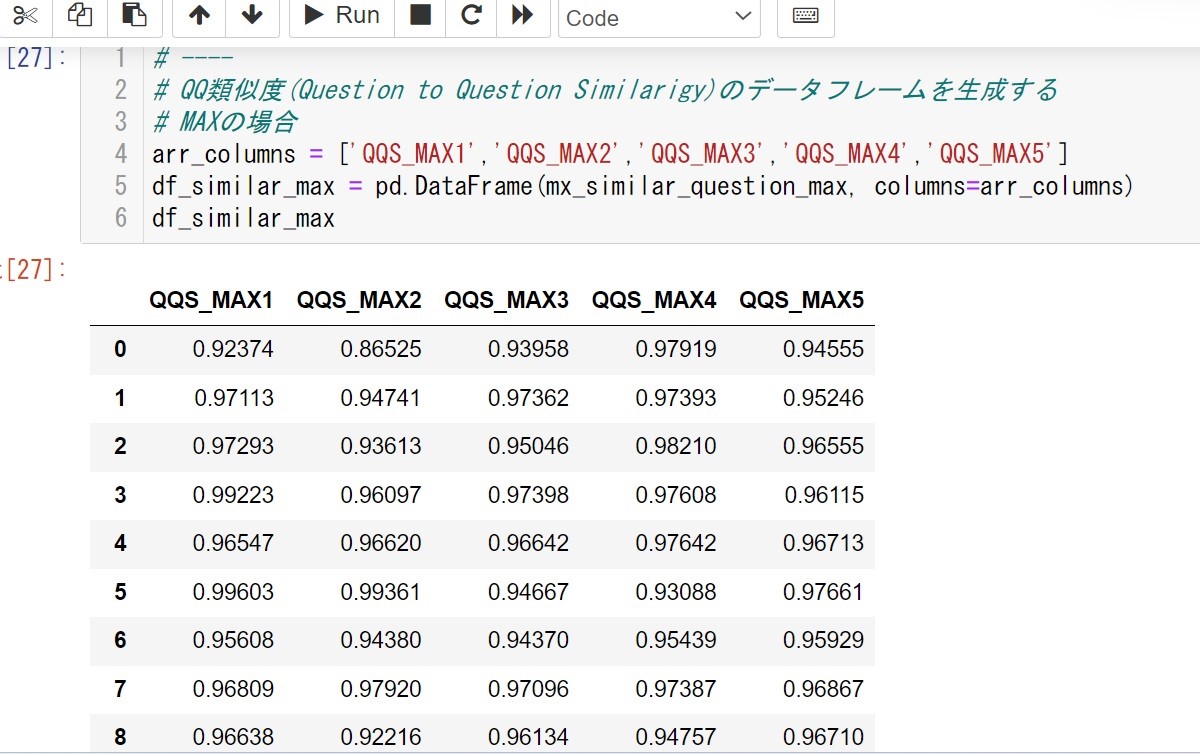 Run Code
[27]:
1 # ----
2 # QQ類似度(Question to Question Similarigy)のデータフレームを生成する
3 # MAXの場合
4 arr_columns = ['QQS_MAX1','QQS_MAX2','QQS_MAX3','QQS_MAX4','QQS_MAX5']
5 df_similar_max = pd.DataFrame(mx_similar_question_max, columns=arr_columns)
6 df_similar_max
[27]:
QQS_MAX1 QQS_MAX2 QQS_MAX3 QQS_MAX4 QQS_MAX5
0 0.92374 0.86525 0.93958 0.97919 0.94555
1 0.97113 0.94741 0.97362 0.97393 0.95246
2 0.97293 0.93613 0.95046 0.98210 0.96555
3 0.99223 0.96097 0.97398 0.97608 0.96115
4 0.96547 0.96620 0.96642 0.97642 0.96713
5 0.99603 0.99361 0.94667 0.93088 0.97661
6 0.95608 0.94380 0.94370 0.95439 0.95929
7 0.96809 0.97920 0.97096 0.97387 0.96867
8 0.96638 0.92216 0.96134 0.94757 0.96710